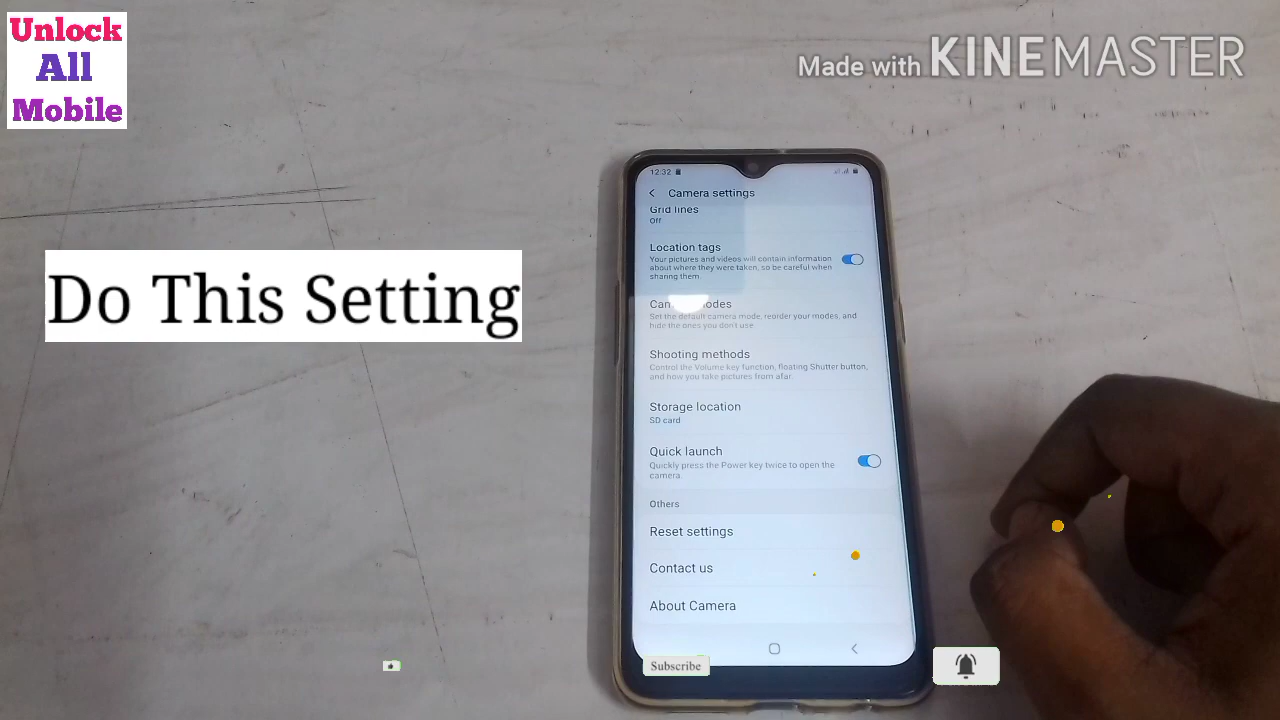 Unlock
All
Mobile
Made with KINEMASTER
Do This Setting
12:32
Camera settings
Grid lines
Off
Location tags
Your pictures and videos will contain information
about where they were taken, so be careful when
sharing them.
Camera modes
Set the default camera mode, reorder your modes, and
hide the ones you don't use.
Shooting methods
Control the Volume key function, floating Shutter button,
and how you take pictures from afar.
Storage location
SD card
Quick launch
Quickly press the Power key twice to open the
camera.
Others
Reset settings
Contact us
About Camera
Subscribe